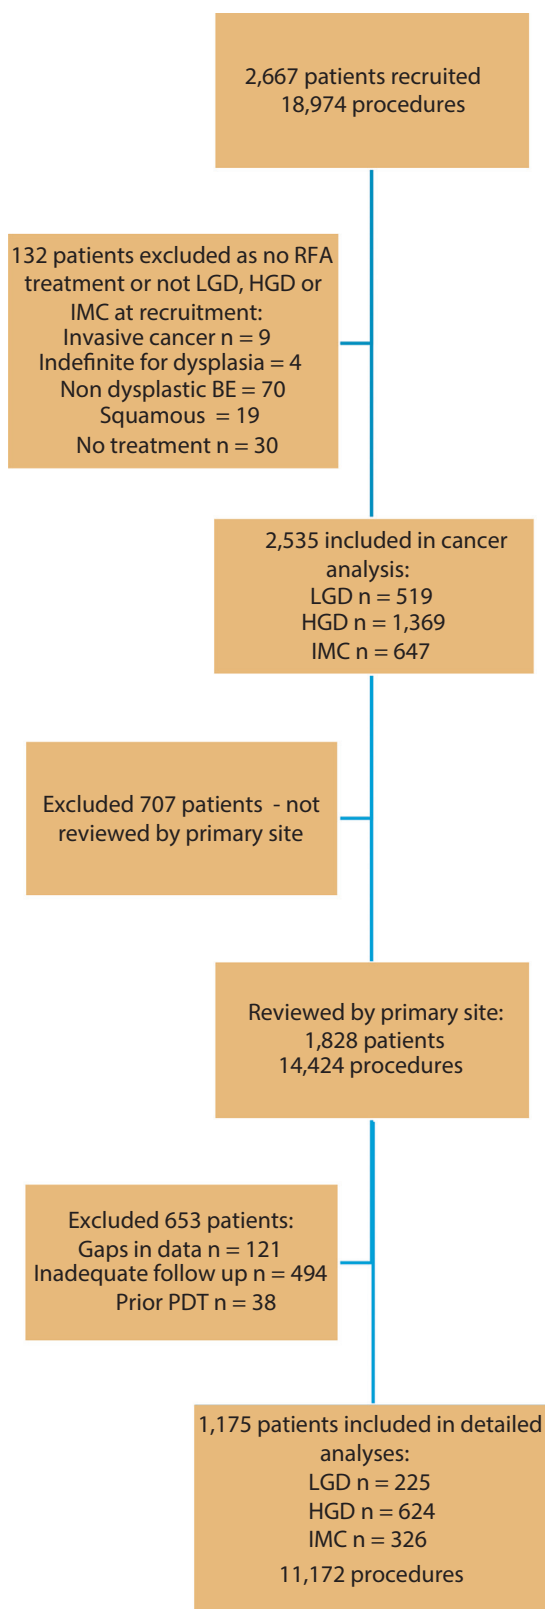 2,667 patients recruited
18,974 procedures
132 patients excluded as no RFA
treatment or not LGD, HGD or
IMC at recruitment:
Invasive cancer n = 9
Indefinite for dysplasia = 4
Non dysplastic BE = 70
Squamous = 19
No treatment n = 30
2,535 included in cancer
analysis:
LGD n = 519
HGD n = 1,369
IMC n = 647
Excluded 707 patients - not
reviewed by primary site
Reviewed by primary site:
1,828 patients
14,424 procedures
Excluded 653 patients:
Gaps in data n = 121
Inadequate follow up n = 494
Prior PDT n = 38
1,175 patients included in detailed
analyses:
LGD n = 225
HGD n = 624
IMC n = 326
11,172 procedures